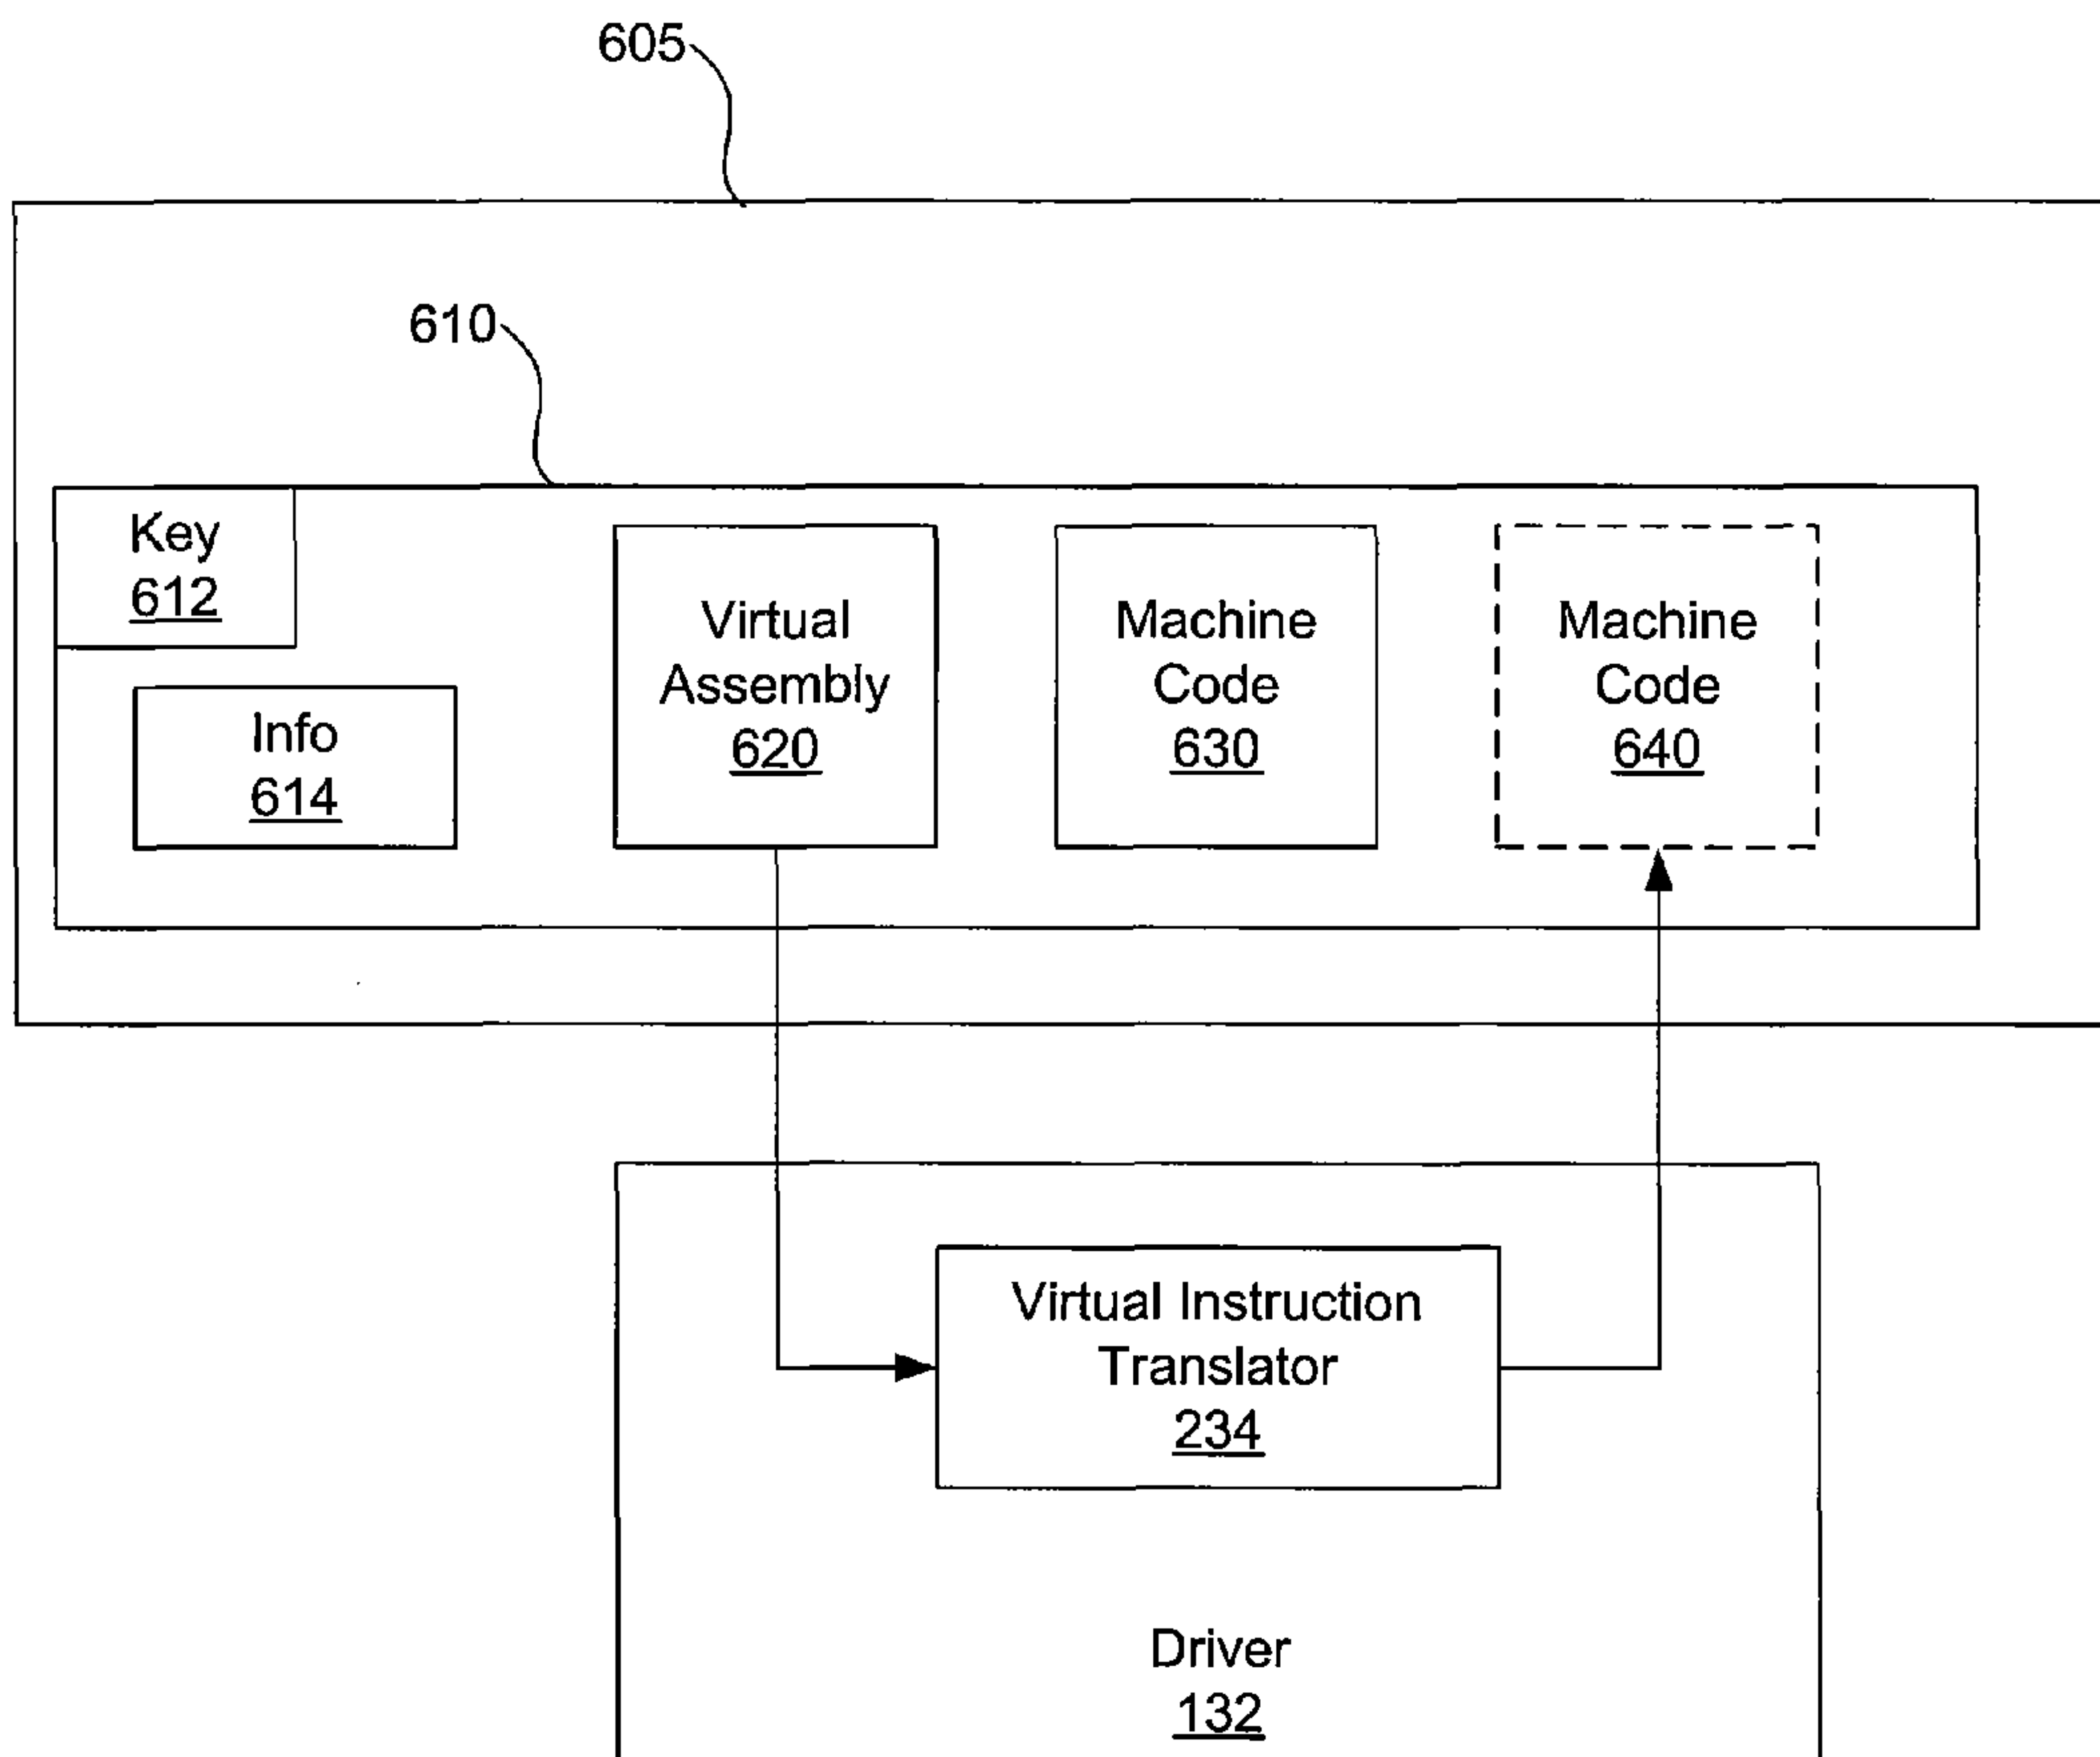 605
610
Key
612
Info
614
Virtual
Assembly
620
Machine
Code
630
Machine
Code
640
Virtual Instruction
Translator
234
Driver
132